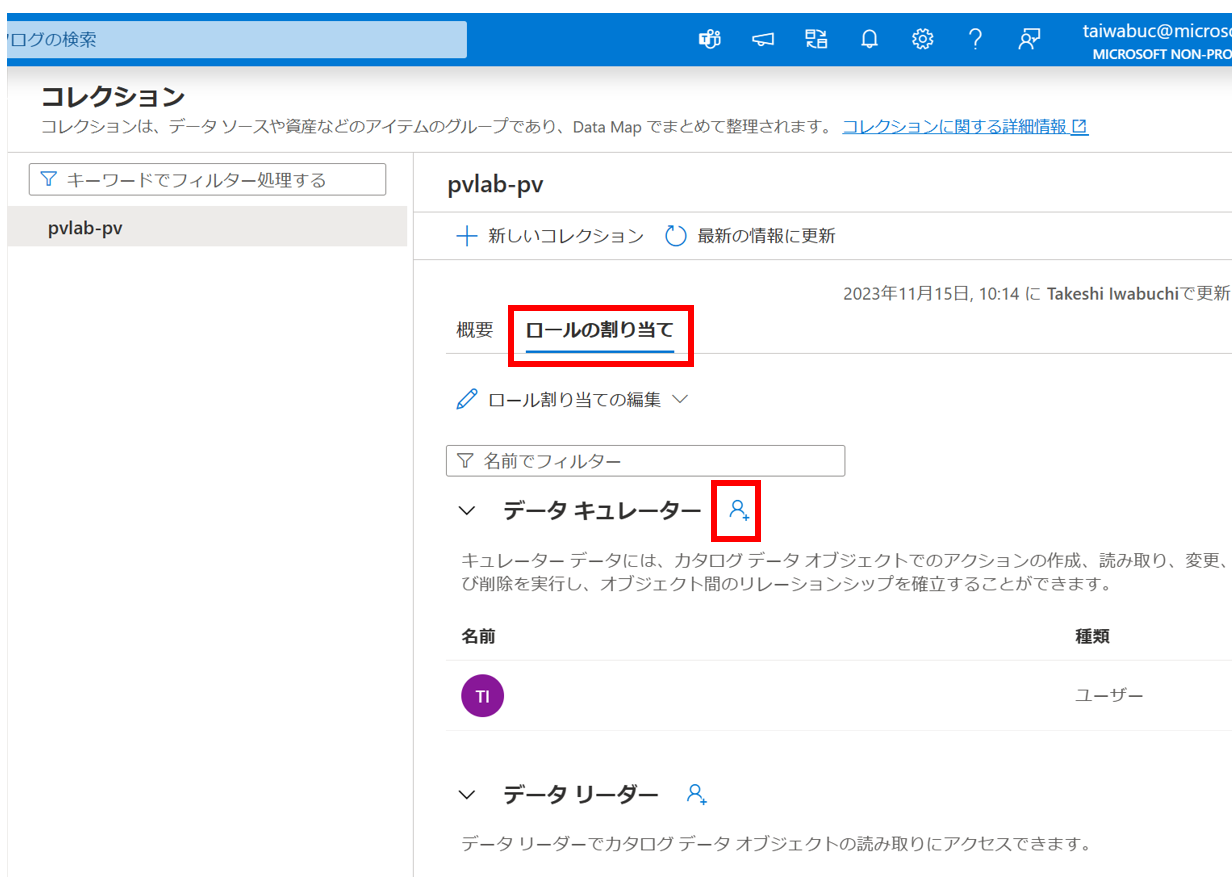 ログの検索
taiwabuc@micros
MICROSOFT NON-PRO
コレクション
コレクションは、データ ソースや資産などのアイテムのグループであり、Data Map でまとめて整理されます。 コレクションに関する詳細情報
キーワードでフィルター処理する
pvlab-pv
pvlab-pv
新しいコレクション 最新の情報に更新
2023年11月15日, 10:14 に Takeshi Iwabuchiで更新
概要 ロールの割り当て
ロール割り当ての編集
名前でフィルター
データ キュレーター
キュレーター データには、カタログ データ オブジェクトでのアクションの作成、読み取り、変更、
び削除を実行し、オブジェクト間のリレーションシップを確立することができます。
名前 種類
TI ユーザー
データ リーダー
データ リーダーでカタログ データ オブジェクトの読み取りにアクセスできます。